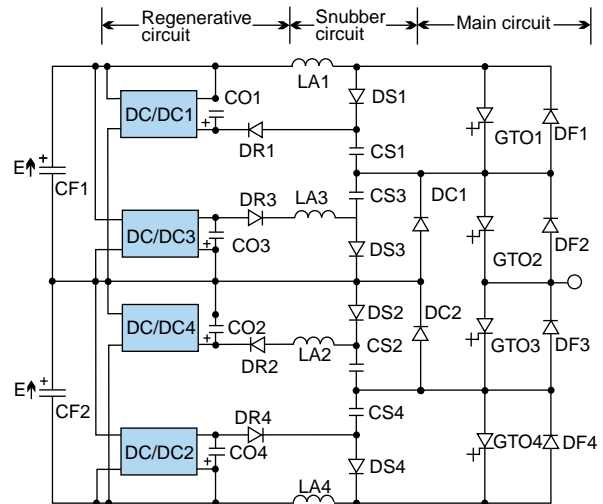 Regenerative circuit
Snubber circuit
Main circuit
LA1
CO1
DC/DC1
+
DS1
DR1
CS1
GTO1
DF1
E
+
CF1
CS3
DC1
DR3
LA3
DC/DC3
+
CO3
DS3
GTO2
DF2
DS2
DC2
DC/DC4
+
CO2
LA2
CS2
DR2
GTO3
DF3
E
+
CF2
CS4
DR4
DC/DC2
+
CO4
DS4
GTO4
DF4
LA4